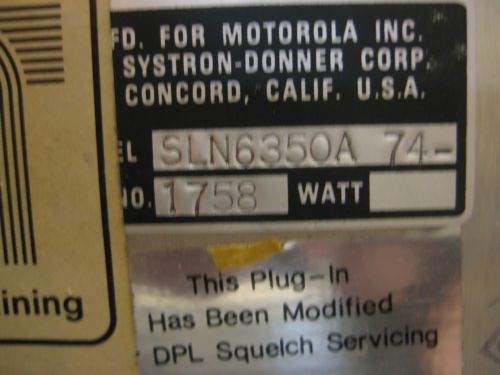 FD. FOR MOTOROLA INC.
SYSTRON-DONNER CORP.
CONCORD, CALIF. U.S.A.
EL SLN6350A 74-
NO. 1758 WATT
This Plug-In
Has Been Modified
DPL Squelch Servicing
ining